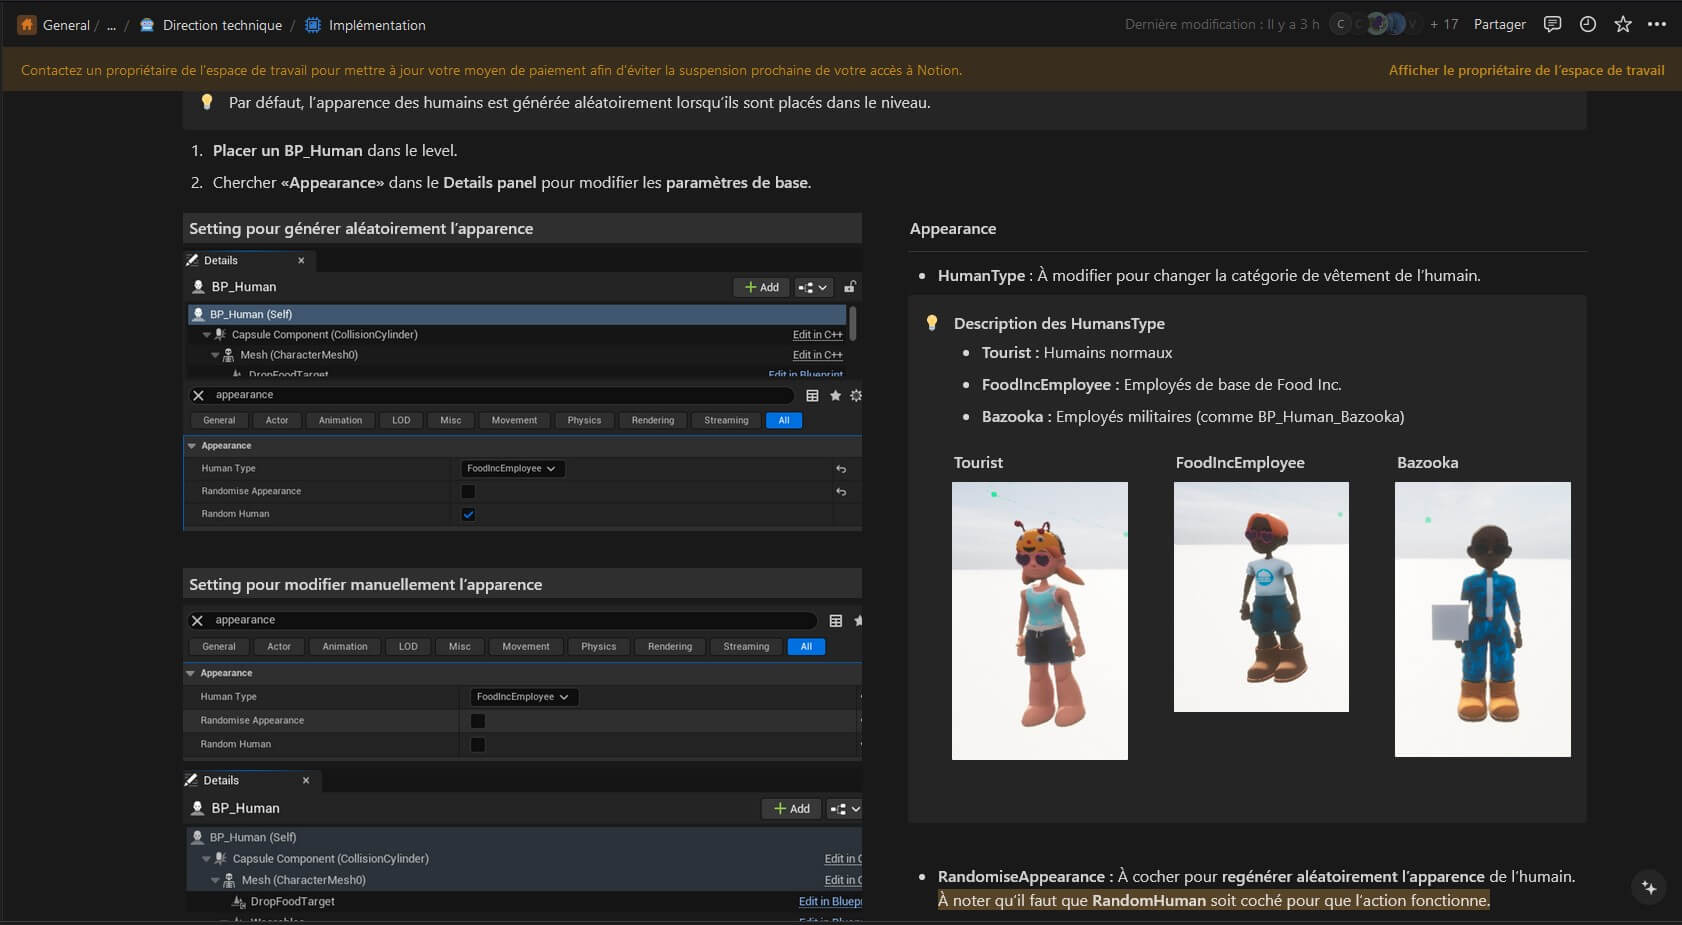 General / ... / Direction technique / Implémentation
Dernière modification : Il y a 3 h
C
+ 17
Partager
Contactez un propriétaire de l'espace de travail pour mettre à jour votre moyen de paiement afin d'éviter la suspension prochaine de votre accès à Notion.
Afficher le propriétaire de l'espace de travail
Par défaut, l'apparence des humains est générée aléatoirement lorsqu'ils sont placés dans le niveau.
1. Placer un BP_Human dans le level.
2. Chercher «Appearance» dans le Details panel pour modifier les paramètres de base.
Setting pour générer aléatoirement l'apparence
Details
BP_Human
Add
BP_Human (Self)
Capsule Component (CollisionCylinder) Edit in C++
Mesh (CharacterMesh0) Edit in C++
DropFoodTarget Edit in Blueprint
appearance
General Actor Animation LOD Misc Movement Physics Rendering Streaming All
Appearance
Human Type FoodIncEmployee
Randomise Appearance
Random Human
Setting pour modifier manuellement l'apparence
appearance
General Actor Animation LOD Misc Movement Physics Rendering Streaming All
Appearance
Human Type FoodIncEmployee
Randomise Appearance
Random Human
Details
BP_Human
Add
BP_Human (Self)
Capsule Component (CollisionCylinder) Edit in C
Mesh (CharacterMesh0) Edit in C
DropFoodTarget Edit in Bluepr
Appearance
• HumanType : À modifier pour changer la catégorie de vêtement de l'humain.
Description des HumansType
• Tourist : Humains normaux
• FoodIncEmployee : Employés de base de Food Inc.
• Bazooka : Employés militaires (comme BP_Human_Bazooka)
Tourist FoodIncEmployee Bazooka
• RandomiseAppearance : À cocher pour regénérer aléatoirement l'apparence de l'humain.
À noter qu'il faut que RandomHuman soit coché pour que l'action fonctionne.